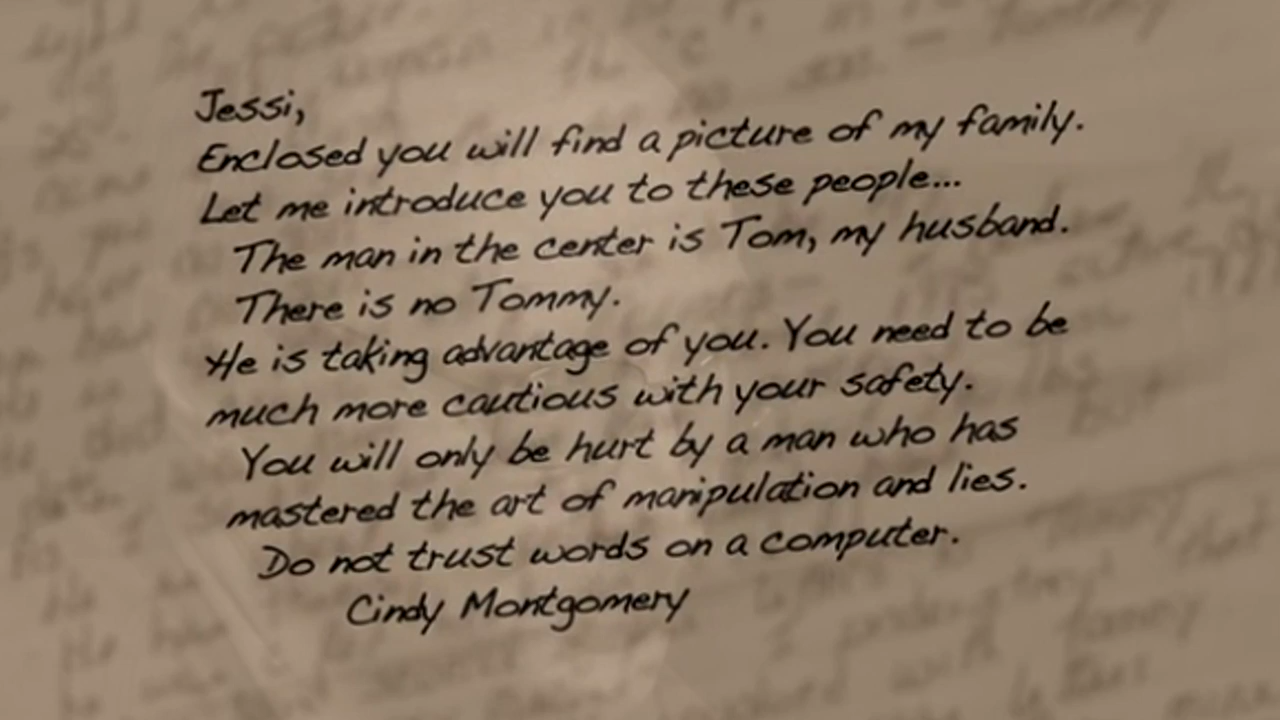 Jessi,
Enclosed you will find a picture of my family.
Let me introduce you to these people...
The man in the center is Tom, my husband.
There is no Tommy.
He is taking advantage of you. You need to be
much more cautious with your safety.
You will only be hurt by a man who has
mastered the art of manipulation and lies.
Do not trust words on a computer.
Cindy Montgomery